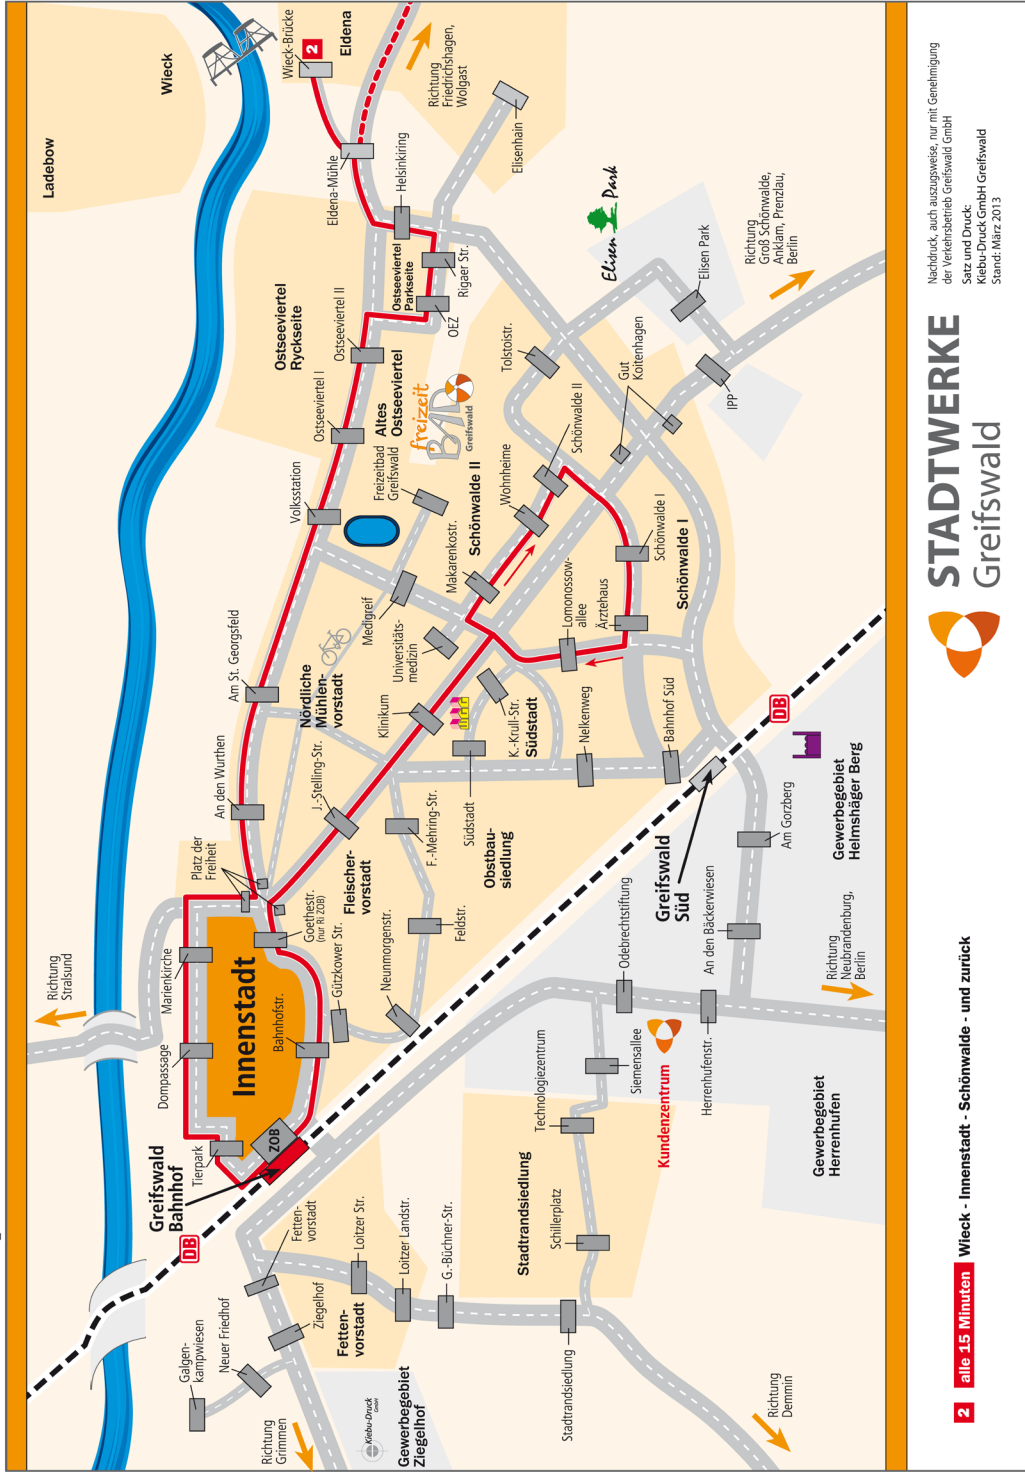 Ladebow
Wieck
Wieck-Brücke
2
Eldena
Richtung
Friedrichshagen,
Wolgast
Elisenhain
Eldena-Mühle
Helsinkiring
Ostseeviertel
Parkseite
Rigaer Str.
OEZ
Elisen Park
Elisen Park
Richtung
Groß Schönwalde,
Anklam, Prenzlau,
Berlin
Ostseeviertel
Ryckseite
Ostseeviertel II
Ostseeviertel I
Altes
Ostseeviertel
freizeit
BAD
Greifswald
Freizeitbad
Greifswald
Tolstoistr.
Gut
Koitenhagen
IPP
Volksstation
Schönwalde II
Makarenkostr.
Wohnheime
Schönwalde II
Schönwalde I
Schönwalde I
Ärztehaus
Lomonossow-
allee
Medigreif
Universitäts-
medizin
Am St. Georgsfeld
Nördliche
Mühlen-
vorstadt
Klinikum
K.-Krull-Str.
Südstadt
Nelkenweg
Bahnhof Süd
DB
An den Wurthen
J.-Stelling-Str.
Südstadt
F.-Mehring-Str.
Obstbau-
siedlung
Greifswald
Süd
Am Gorzberg
Gewerbegebiet
Helmshäger Berg
Platz der
Freiheit
Fleischer-
vorstadt
Goethestr.
(nur Ri ZOB)
Gützkower Str.
Neunmorgenstr.
Feldstr.
Odebrechtstiftung
An den Bäckerwiesen
Richtung
Neubrandenburg,
Berlin
Richtung
Stralsund
Marienkirche
Innenstadt
Bahnhofstr.
Dompassage
Technologiezentrum
Siemensallee
Kundenzentrum
Herrenhufenstr.
Gewerbegebiet
Herrenhufen
Tierpark
ZOB
Greifswald
Bahnhof
DB
Stadtrandsiedlung
Schillerplatz
Fetten-
vorstadt
Loitzer Str.
Loitzer Landstr.
G.-Büchner-Str.
Ziegelhof
Fetten-
vorstadt
Neuer Friedhof
Galgen-
kampwiesen
Stadtrandsiedlung
Richtung
Grimmen
Kiebu-Druck
GmbH
Gewerbegebiet
Ziegelhof
Richtung
Demmin
2 alle 15 Minuten Wieck - Innenstadt - Schönwalde - und zurück
STADTWERKE
Greifswald
Nachdruck, auch auszugsweise, nur mit Genehmigung
der Verkehrsbetrieb Greifswald GmbH
Satz und Druck:
Kiebu-Druck GmbH Greifswald
Stand: März 2013